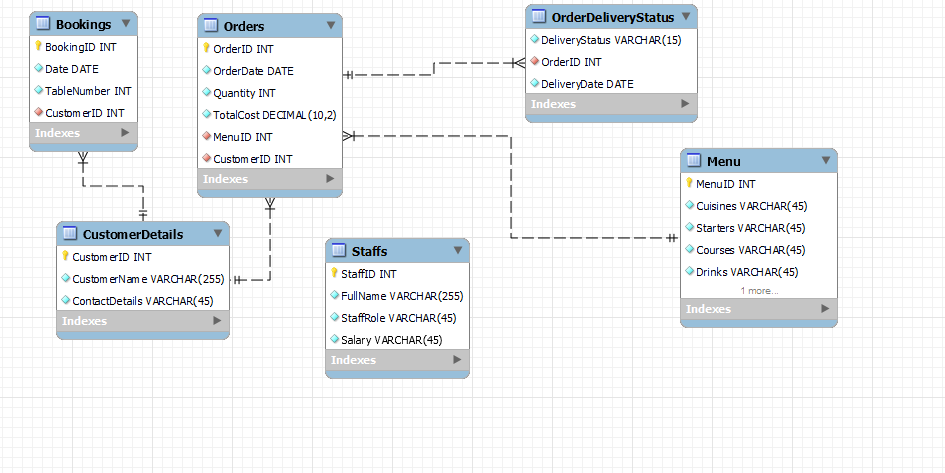 Bookings
BookingID INT
Date DATE
TableNumber INT
CustomerID INT
Indexes
Orders
OrderID INT
OrderDate DATE
Quantity INT
TotalCost DECIMAL(10,2)
MenuID INT
CustomerID INT
Indexes
OrderDeliveryStatus
DeliveryStatus VARCHAR(15)
OrderID INT
DeliveryDate DATE
Indexes
Menu
MenuID INT
Cuisines VARCHAR(45)
Starters VARCHAR(45)
Courses VARCHAR(45)
Drinks VARCHAR(45)
1 more...
Indexes
CustomerDetails
CustomerID INT
CustomerName VARCHAR(255)
ContactDetails VARCHAR(45)
Indexes
Staffs
StaffID INT
FullName VARCHAR(255)
StaffRole VARCHAR(45)
Salary VARCHAR(45)
Indexes